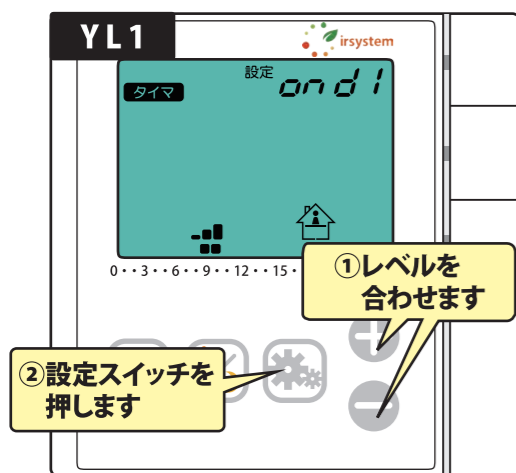 YL1
irsystem
設定
ond1
タイマ
0・・3・・6・・9・・12・・15・
①レベルを
合わせます
②設定スイッチを
押します